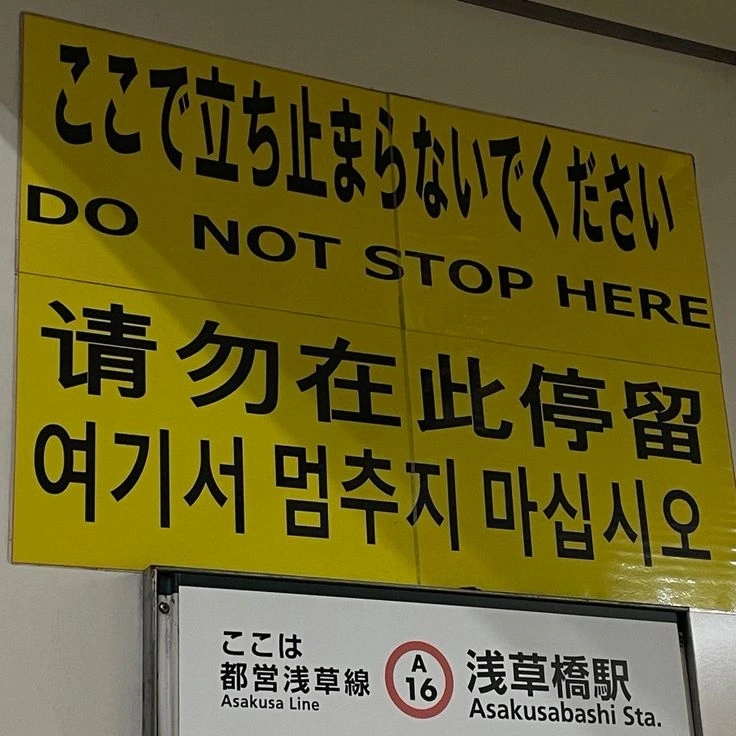 ここで立ち止まらないでください
DO NOT STOP HERE
请勿在此停留
여기서 멈추지 마십시오
ここは
都営浅草線
Asakusa Line
A
16
浅草橋駅
Asakusabashi Sta.